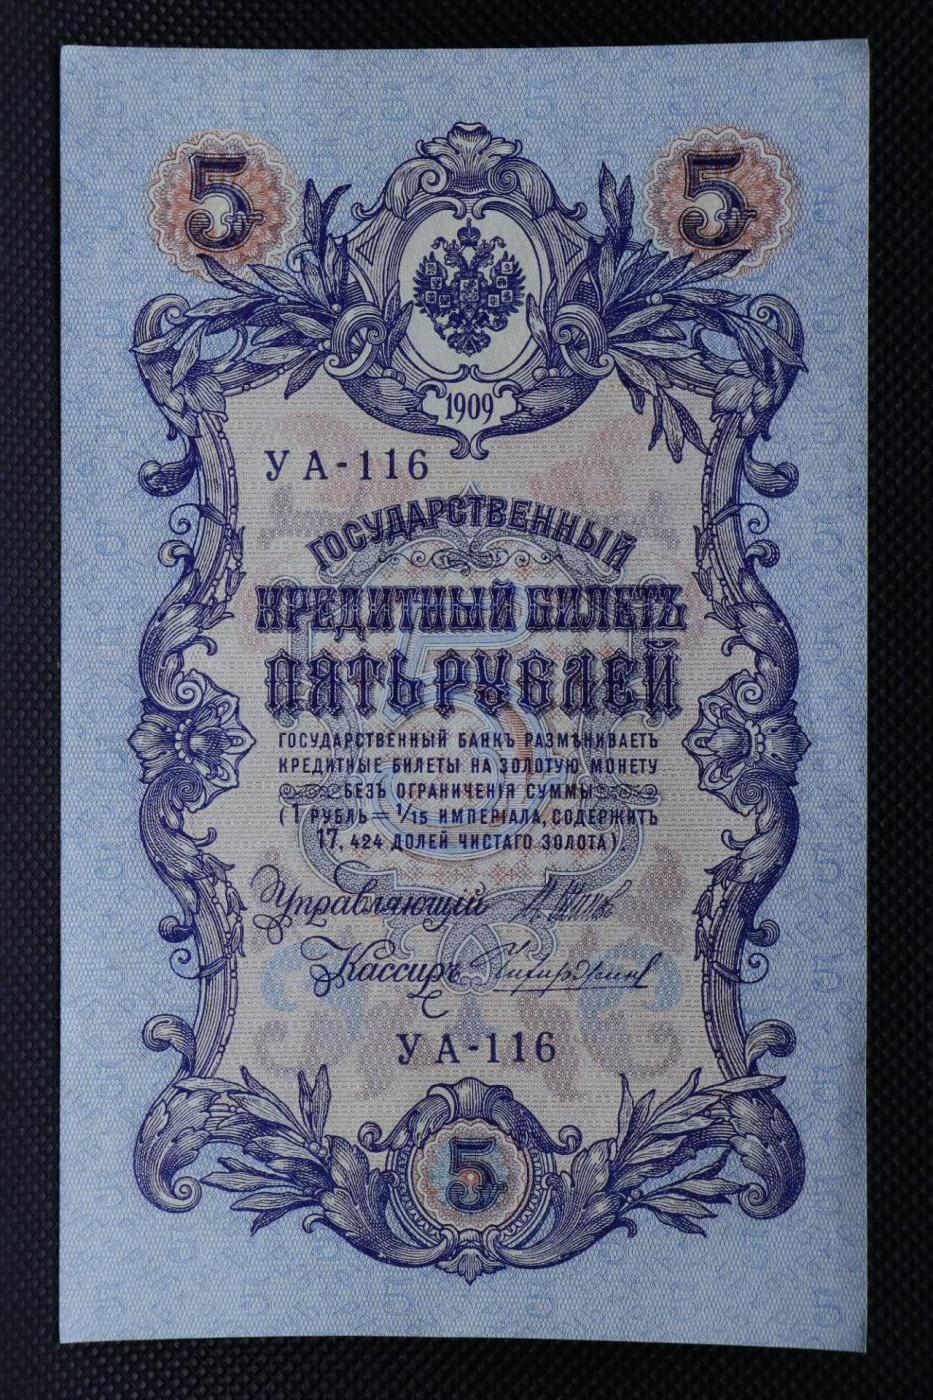 5 5
1909
УА-116
ГОСУДАРСТВЕННЫЙ
КРЕДИТНЫЙ БИЛЕТЪ
ПЯТЬ РУБЛЕЙ
ГОСУДАРСТВЕННЫЙ БАНКЪ РАЗМѢНИВАЕТЪ
КРЕДИТНЫЕ БИЛЕТЫ НА ЗОЛОТУЮ МОНЕТУ
БЕЗЪ ОГРАНИЧЕНІЯ СУММЫ
(1 РУБЛЬ = 1/15 ИМПЕРІАЛА, СОДЕРЖИТЪ
17,424 ДОЛЕЙ ЧИСТАГО ЗОЛОТА).
Управляющій
Кассиръ
УА-116
5